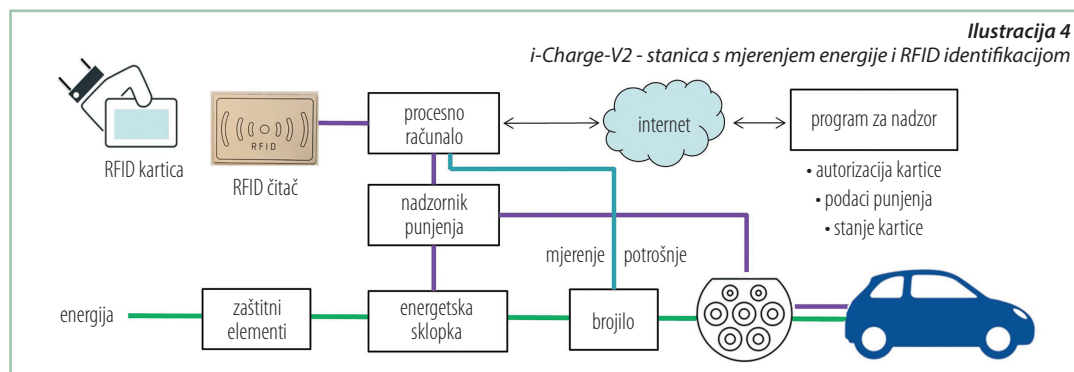 Ilustracija 4
i-Charge-V2 - stanica s mjerenjem energije i RFID identifikacijom
RFID kartica
RFID
RFID čitač
procesno
računalo
internet
program za nadzor
• autorizacija kartice
• podaci punjenja
• stanje kartice
nadzornik
punjenja
mjerenje potrošnje
energija
zaštitni
elementi
energetska
sklopka
brojilo